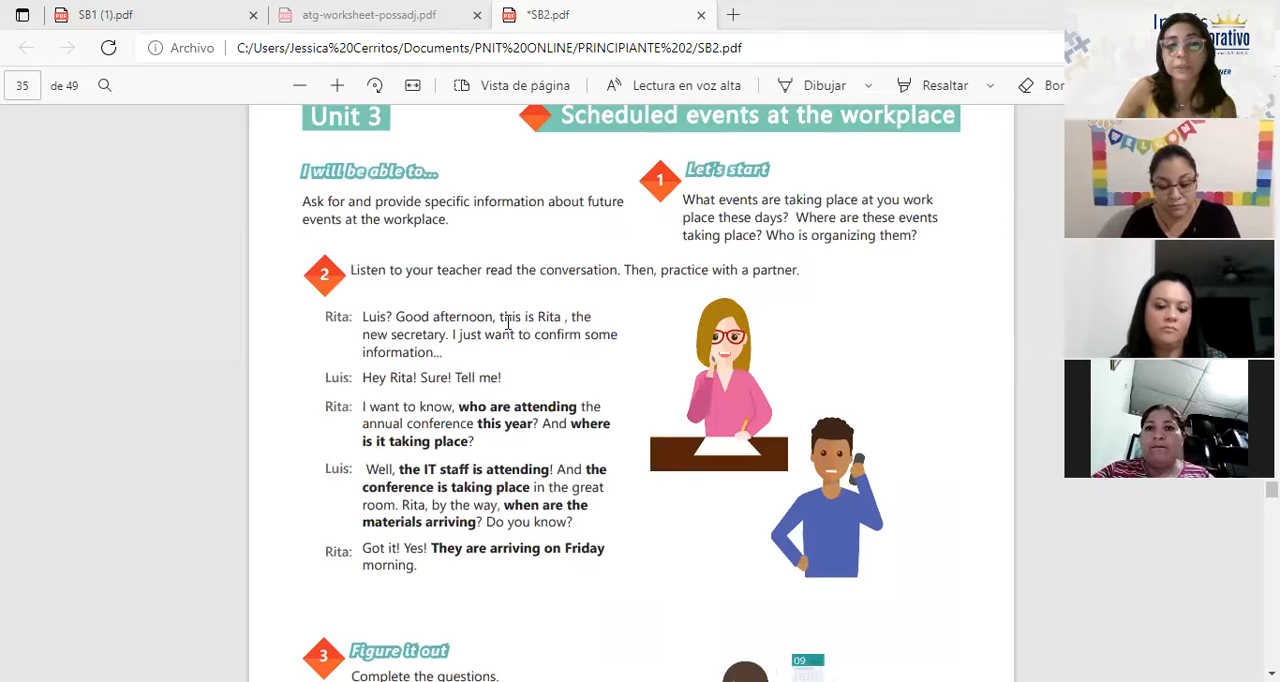 SB1 (1).pdf
atg-worksheet-possadj.pdf
*SB2.pdf
Archivo
C:/Users/Jessica%20Cerritos/Documents/PNIT%20ONLINE/PRINCIPIANTE%202/SB2.pdf
35 de 49
Vista de página
Lectura en voz alta
Dibujar
Resaltar
Bor
Unit 3
Scheduled events at the workplace
I will be able to...
Ask for and provide specific information about future
events at the workplace.
1 Let's start
What events are taking place at you work
place these days? Where are these events
taking place? Who is organizing them?
2 Listen to your teacher read the conversation. Then, practice with a partner.
Rita: Luis? Good afternoon, this is Rita , the
new secretary. I just want to confirm some
information...
Luis: Hey Rita! Sure! Tell me!
Rita: I want to know, who are attending the
annual conference this year? And where
is it taking place?
Luis: Well, the IT staff is attending! And the
conference is taking place in the great
room. Rita, by the way, when are the
materials arriving? Do you know?
Rita: Got it! Yes! They are arriving on Friday
morning.
3 Figure it out
Complete the questions.
09